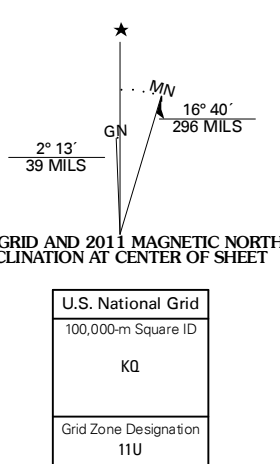 MN
16° 40´
296 MILS
GN
2° 13´
39 MILS
GRID AND 2011 MAGNETIC NORTH
CLINATION AT CENTER OF SHEET
U.S. National Grid
100,000-m Square ID
KQ
Grid Zone Designation
11U